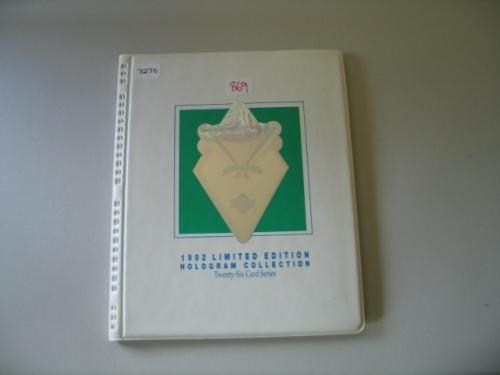 7270
869
1992 LIMITED EDITION
HOLOGRAM COLLECTION
Twenty-Six Card Series